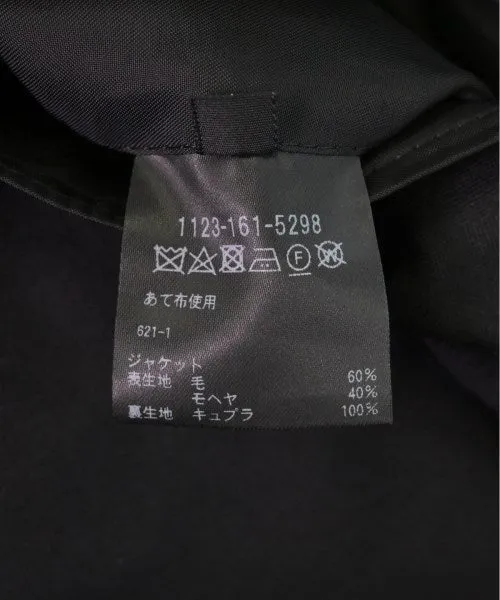 1123-161-5298
F W
あて布使用
621-1
ジャケット
表生地 毛 60%
モヘヤ 40%
裏生地 キュプラ 100%